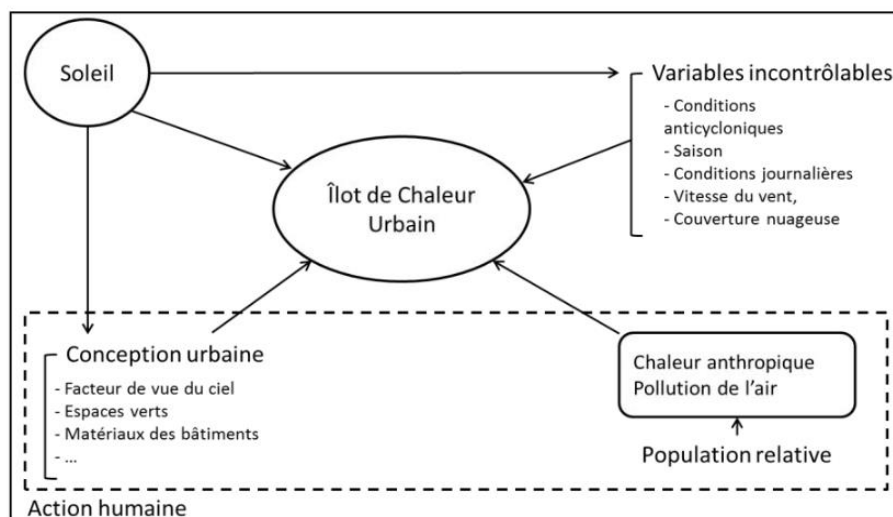 Soleil
Variables incontrôlables
- Conditions
anticycloniques
- Saison
- Conditions journalières
- Vitesse du vent,
- Couverture nuageuse
Îlot de Chaleur
Urbain
Conception urbaine
- Facteur de vue du ciel
- Espaces verts
- Matériaux des bâtiments
- ...
Chaleur anthropique
Pollution de l'air
Population relative
Action humaine